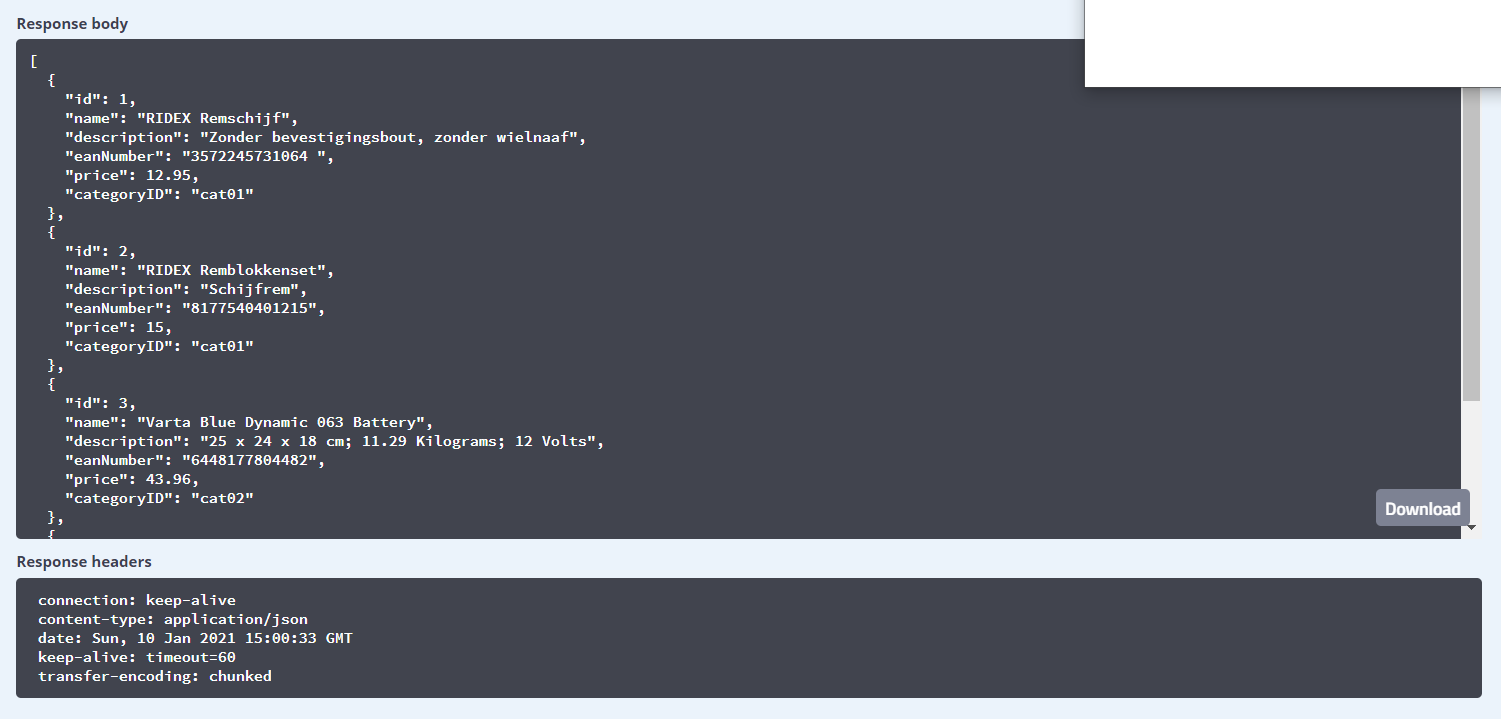 Response body
[
  {
    "id": 1,
    "name": "RIDEX Remschijf",
    "description": "Zonder bevestigingsbout, zonder wielnaaf",
    "eanNumber": "3572245731064 ",
    "price": 12.95,
    "categoryID": "cat01"
  },
  {
    "id": 2,
    "name": "RIDEX Remblokkenset",
    "description": "Schijfrem",
    "eanNumber": "8177540401215",
    "price": 15,
    "categoryID": "cat01"
  },
  {
    "id": 3,
    "name": "Varta Blue Dynamic 063 Battery",
    "description": "25 x 24 x 18 cm; 11.29 Kilograms; 12 Volts",
    "eanNumber": "6448177804482",
    "price": 43.96,
    "categoryID": "cat02"
  },
  {
Download
Response headers
connection: keep-alive
content-type: application/json
date: Sun, 10 Jan 2021 15:00:33 GMT
keep-alive: timeout=60
transfer-encoding: chunked